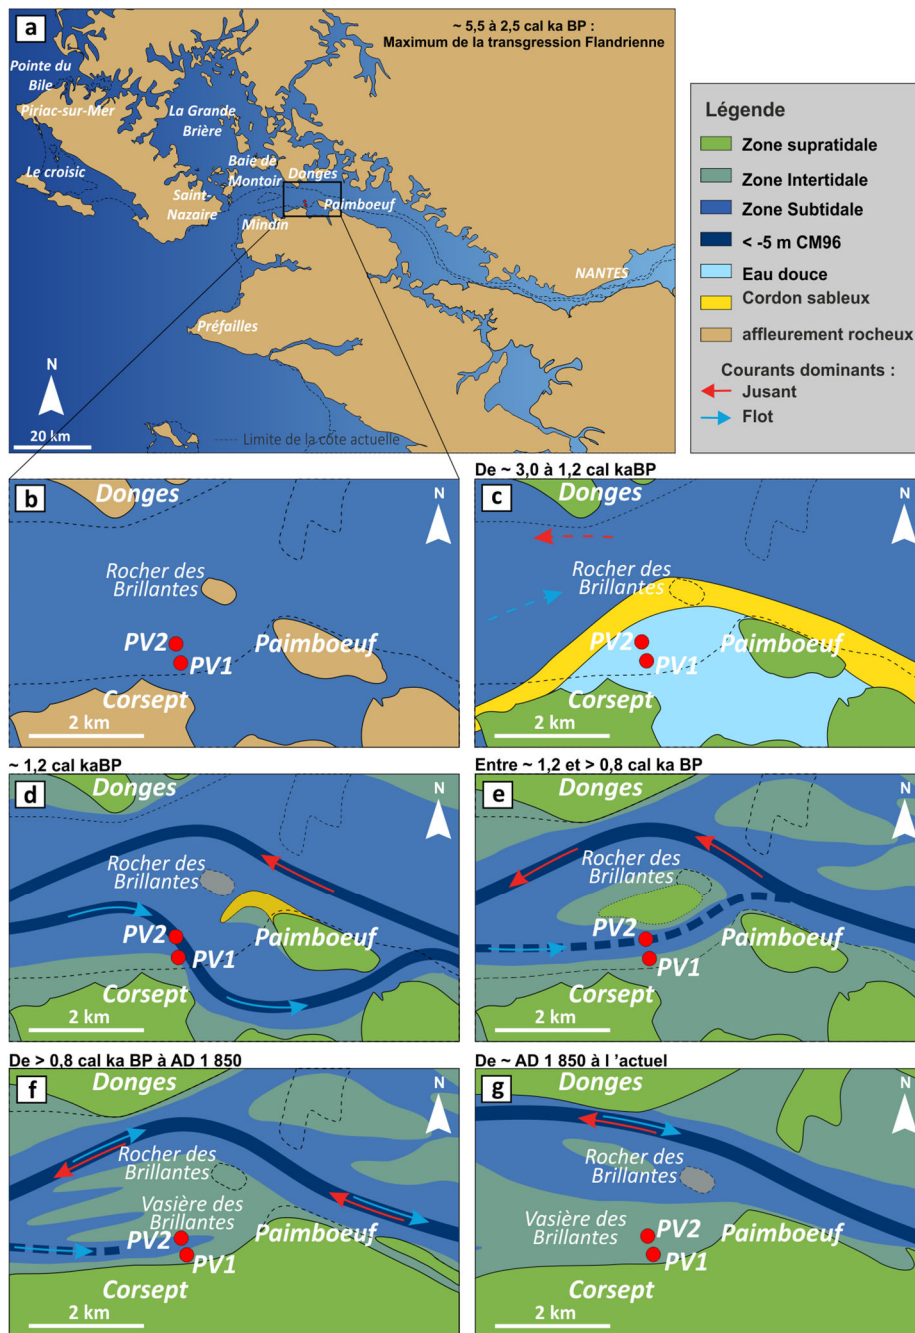 a
~ 5,5 à 2,5 cal ka BP :
Maximum de la transgression Flandrienne
Pointe du
Bile
Piriac-sur-Mer
La Grande
Brière
Le croisic
Baie de
Montoir
Donges
Saint-
Nazaire
Paimboeuf
Mindin
NANTES
Préfailles
N
20 km
Limite de la côte actuelle
Légende
Zone supratidale
Zone Intertidale
Zone Subtidale
< -5 m CM96
Eau douce
Cordon sableux
affleurement rocheux
Courants dominants :
Jusant
Flot
b
Donges
N
Rocher des
Brillantes
PV2
PV1
Paimboeuf
Corsept
2 km
De ~ 3,0 à 1,2 cal kaBP
c
Donges
N
Rocher des
Brillantes
PV2
PV1
Paimboeuf
Corsept
2 km
~ 1,2 cal kaBP
d
Donges
N
Rocher des
Brillantes
PV2
PV1
Paimboeuf
Corsept
2 km
Entre ~ 1,2 et > 0,8 cal ka BP
e
Donges
N
Rocher des
Brillantes
PV2
PV1
Paimboeuf
Corsept
2 km
De > 0,8 cal ka BP à AD 1 850
f
Donges
N
Rocher des
Brillantes
Vasière des
Brillantes
PV2
PV1
Paimboeuf
Corsept
2 km
De ~ AD 1 850 à l 'actuel
g
Donges
N
Rocher des
Brillantes
Vasière des
Brillantes
PV2
PV1
Paimboeuf
Corsept
2 km